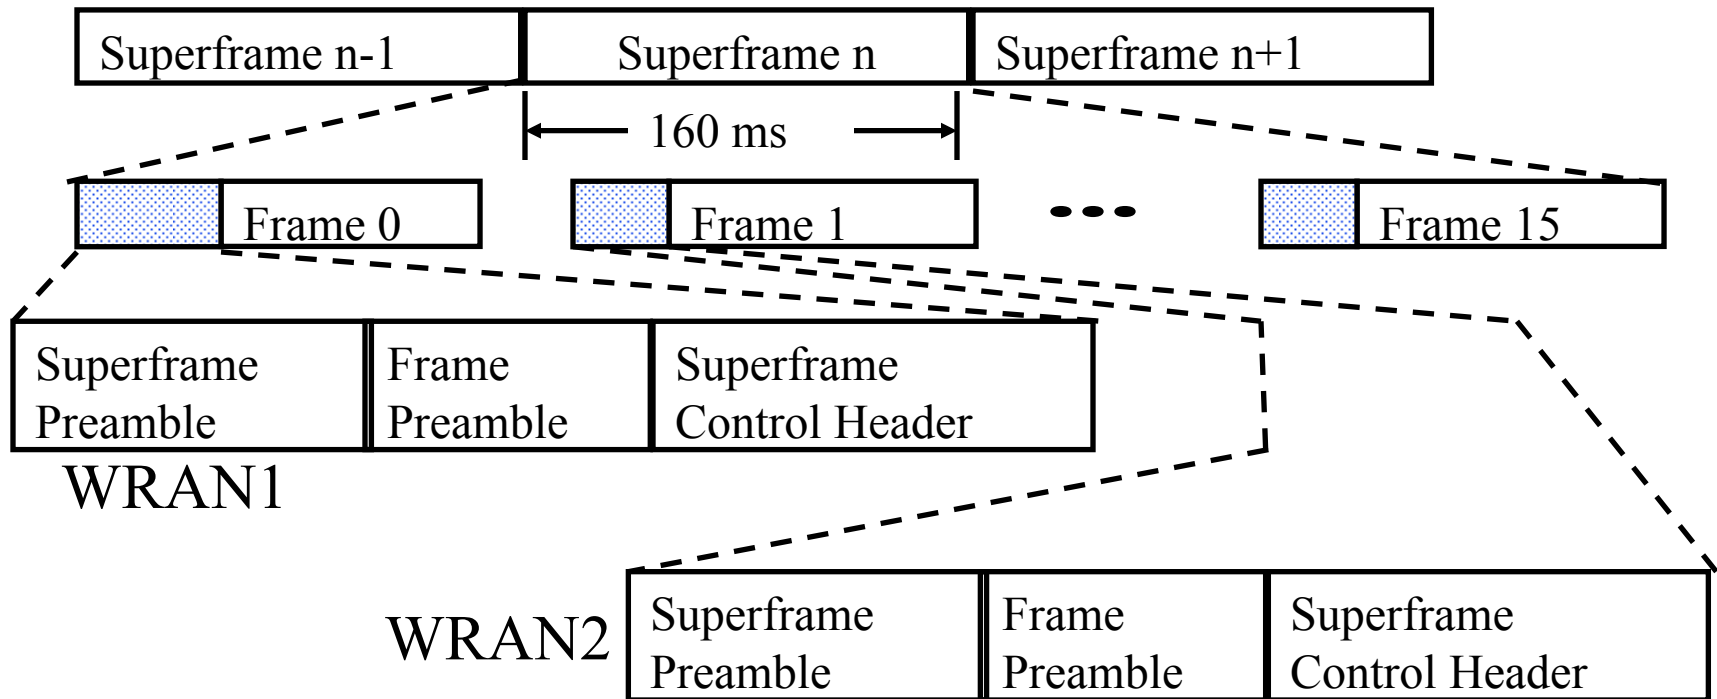 Superframe n-1
Superframe n
Superframe n+1
160 ms
Frame 0
Frame 1
Frame 15
Superframe
Preamble
Frame
Preamble
Superframe
Control Header
WRAN1
WRAN2
Superframe
Preamble
Frame
Preamble
Superframe
Control Header